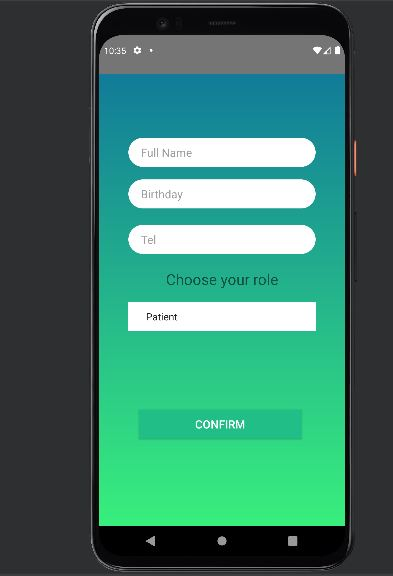 10:35
Full Name
Birthday
Tel
Choose your role
Patient
CONFIRM